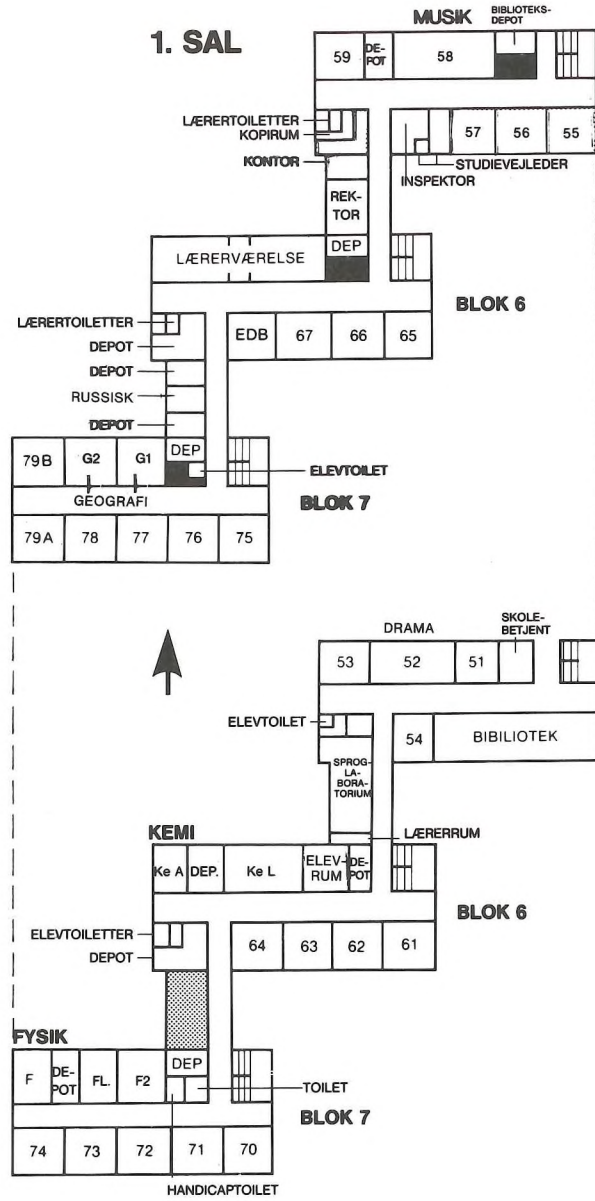 1. SAL
MUSIK
BIBLIOTEKS-
DEPOT
59
DE-
POT
58
LÆRERTOILETTER
KOPIRUM
57
56
55
STUDIEVEJLEDER
INSPEKTOR
KONTOR
REK-
TOR
DEP
LÆRERVÆRELSE
BLOK 6
LÆRERTOILETTER
DEPOT
EDB
67
66
65
DEPOT
RUSSISK
DEPOT
79B
G2
G1
DEP
ELEVTOILET
GEOGRAFI
BLOK 7
79A
78
77
76
75
DRAMA
SKOLE-
BETJENT
53
52
51
ELEVTOILET
54
BIBILIOTEK
SPROG-
LA-
BORA-
TORIUM
LÆRERRUM
KEMI
Ke A
DEP.
Ke L
ELEV-
RUM
DE-
POT
BLOK 6
ELEVTOILETTER
DEPOT
64
63
62
61
FYSIK
F
DE-
POT
FL.
F2
DEP
TOILET
BLOK 7
74
73
72
71
70
HANDICAPTOILET